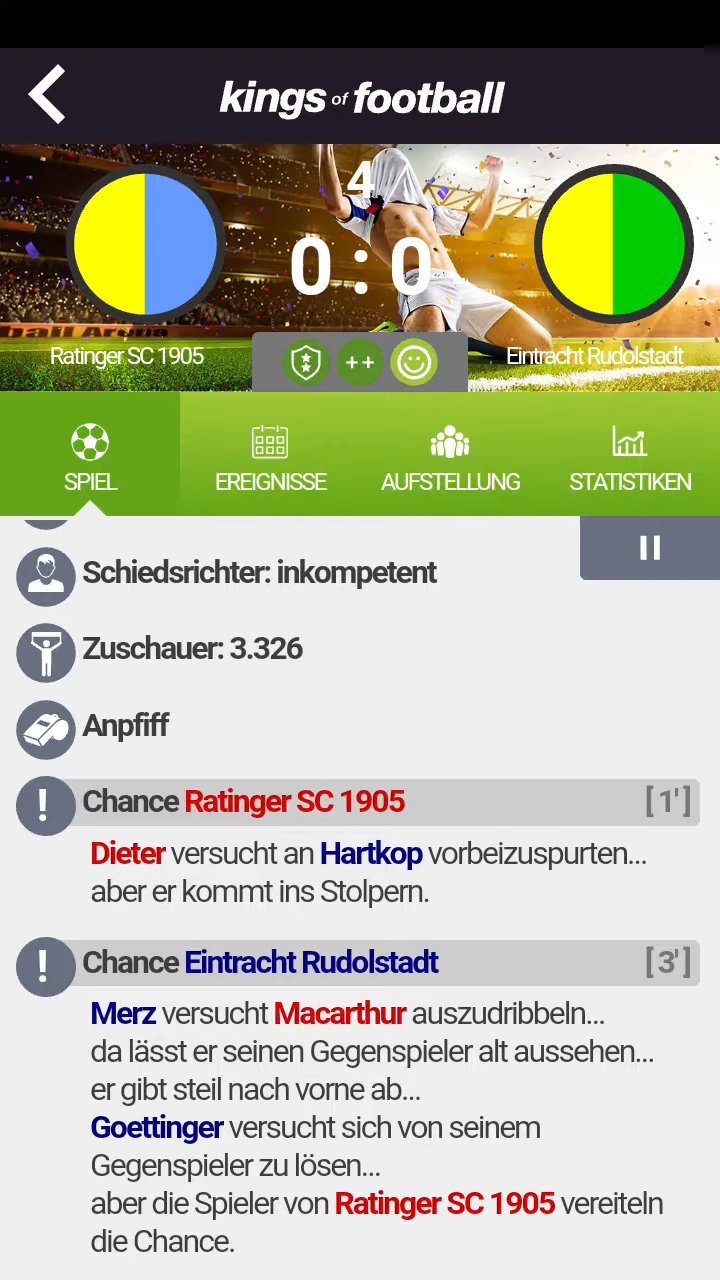 kings of football
4
0 : 0
ball Arena
Ratinger SC 1905
++
Eintracht Rudolstadt
SPIEL
EREIGNISSE
AUFSTELLUNG
STATISTIKEN
Schiedsrichter: inkompetent
Zuschauer: 3.326
Anpfiff
! Chance Ratinger SC 1905 [1']
Dieter versucht an Hartkop vorbeizuspurten...
aber er kommt ins Stolpern.
! Chance Eintracht Rudolstadt [3']
Merz versucht Macarthur auszudribbeln...
da lässt er seinen Gegenspieler alt aussehen...
er gibt steil nach vorne ab...
Goettinger versucht sich von seinem
Gegenspieler zu lösen...
aber die Spieler von Ratinger SC 1905 vereiteln
die Chance.